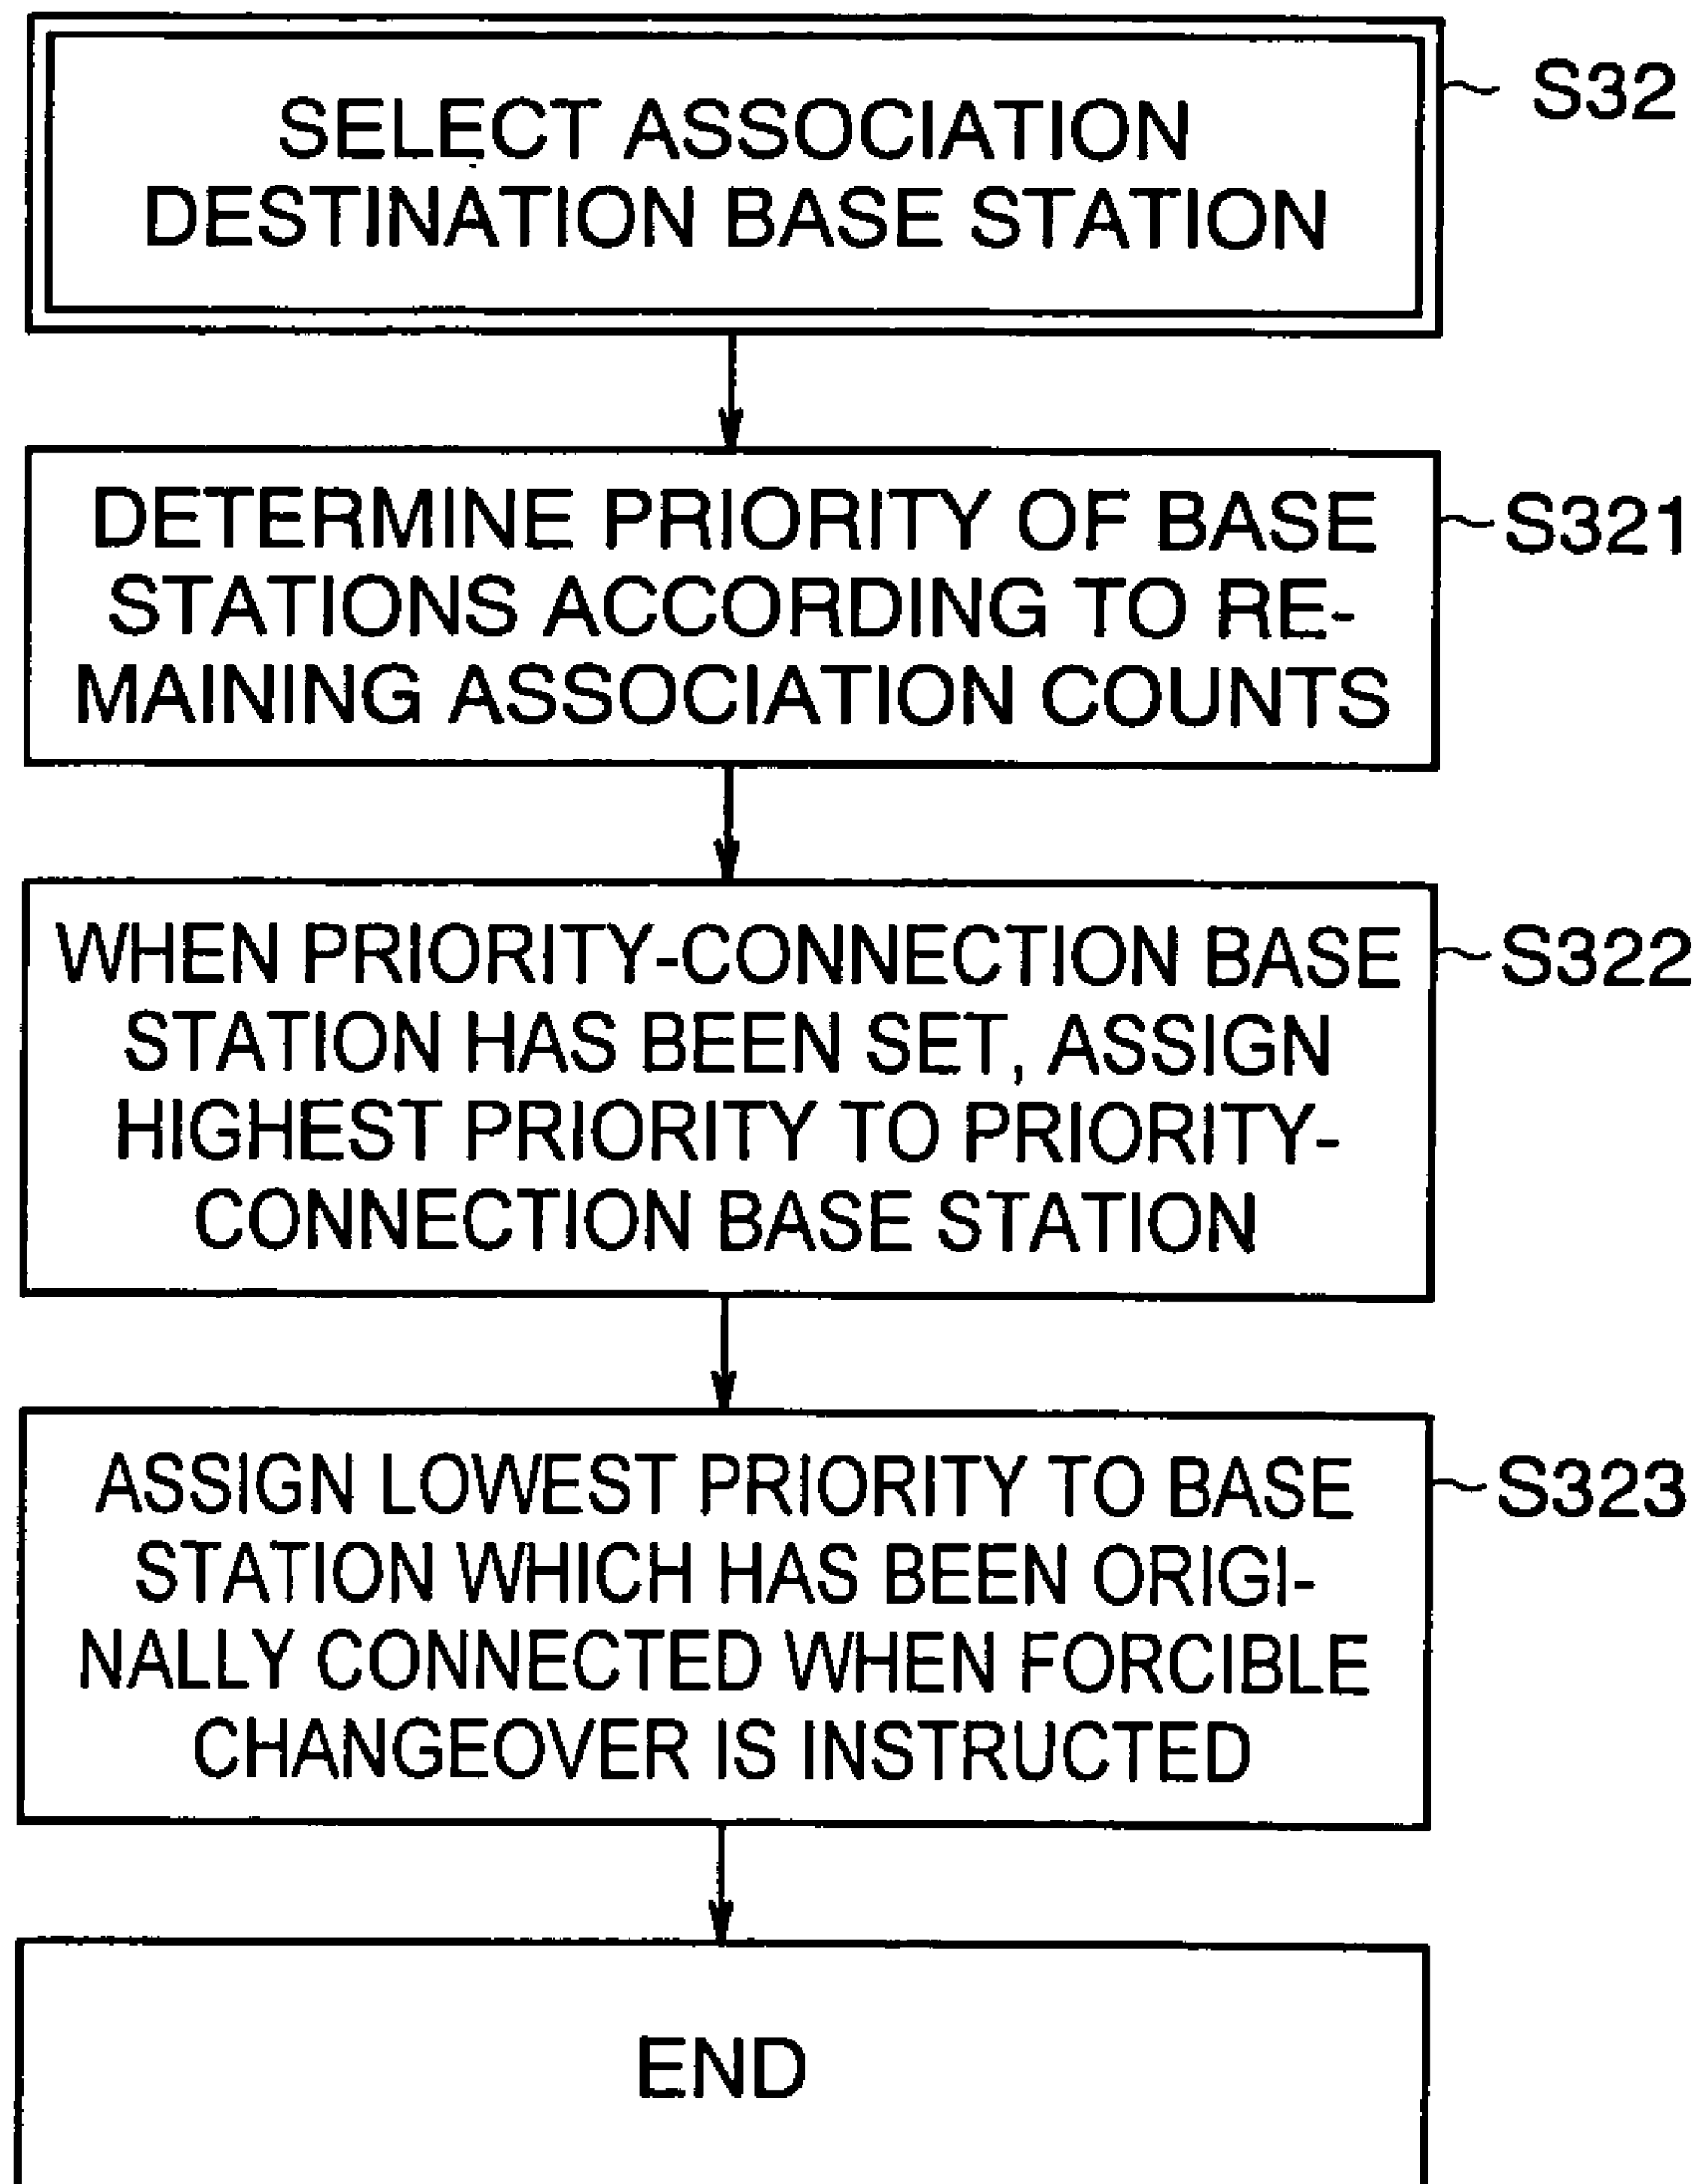 SELECT ASSOCIATION
DESTINATION BASE STATION
S32
DETERMINE PRIORITY OF BASE
STATIONS ACCORDING TO RE-
MAINING ASSOCIATION COUNTS
S321
WHEN PRIORITY-CONNECTION BASE
STATION HAS BEEN SET, ASSIGN
HIGHEST PRIORITY TO PRIORITY-
CONNECTION BASE STATION
S322
ASSIGN LOWEST PRIORITY TO BASE
STATION WHICH HAS BEEN ORIGI-
NALLY CONNECTED WHEN FORCIBLE
CHANGEOVER IS INSTRUCTED
S323
END